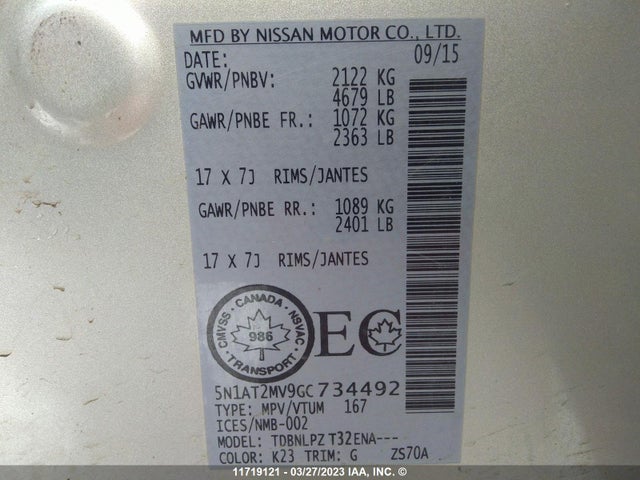 MFD BY NISSAN MOTOR CO., LTD.
DATE: 09/15
GVWR/PNBV: 2122 KG
4679 LB
GAWR/PNBE FR.: 1072 KG
2363 LB
17 X 7J RIMS/JANTES
GAWR/PNBE RR.: 1089 KG
2401 LB
17 X 7J RIMS/JANTES
CMVSS · CANADA · NSVAC
986
TRANSPORT
EC
5N1AT2MV9GC734492
TYPE: MPV/VTUM 167
ICES/NMB-002
MODEL: TDBNLPZ T32ENA---
COLOR: K23 TRIM: G ZS70A
11719121 - 03/27/2023 IAA, Inc. ©